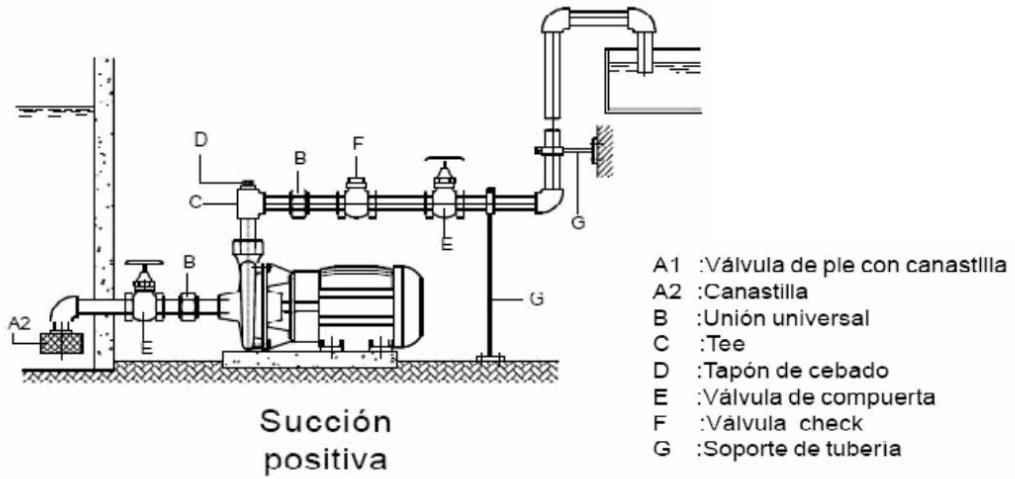 D
B
F
C
G
E
A1 :Válvula de pie con canastilla
A2 :Canastilla
B :Unión universal
C :Tee
D :Tapón de cebado
E :Válvula de compuerta
F :Válvula check
G :Soporte de tubería
B
G
A2
E
Succión
positiva